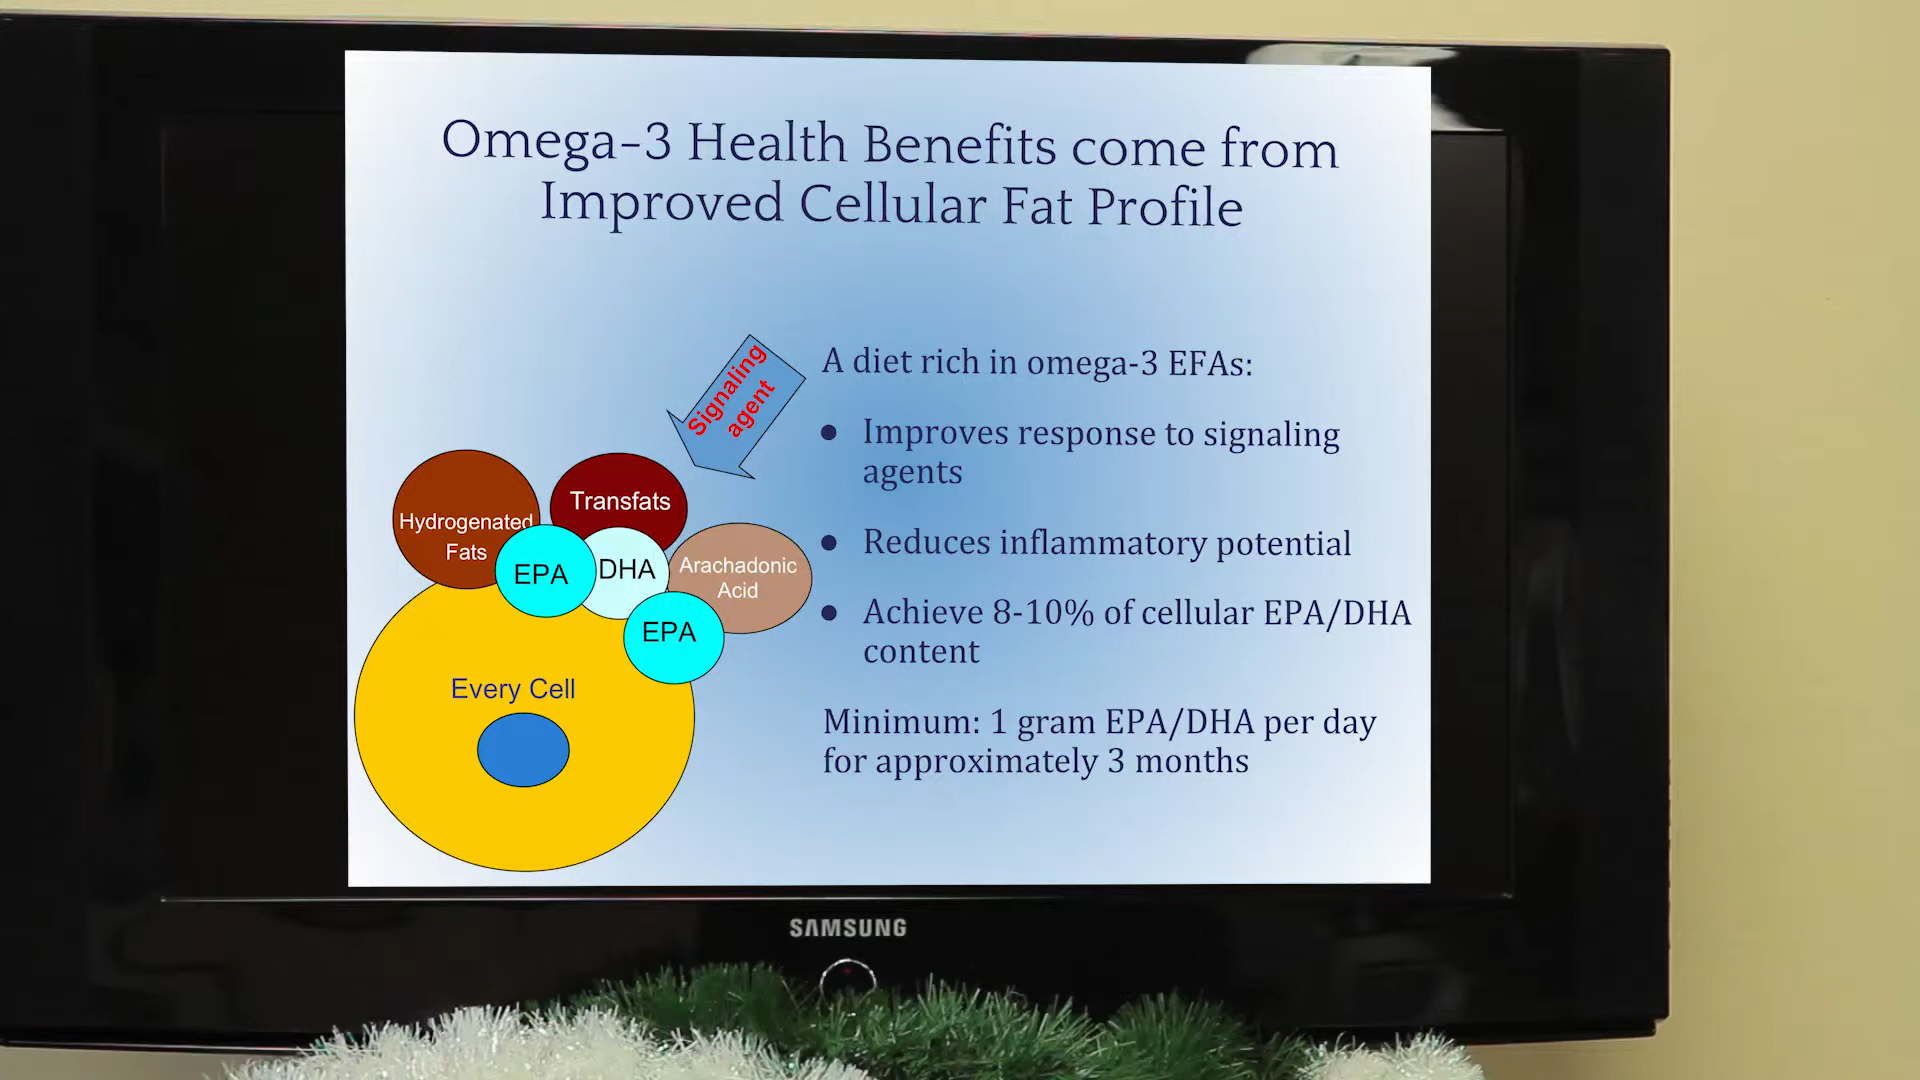 Omega-3 Health Benefits come from
Improved Cellular Fat Profile
Signaling
agent
A diet rich in omega-3 EFAs:
● Improves response to signaling
agents
● Reduces inflammatory potential
● Achieve 8-10% of cellular EPA/DHA
content
Minimum: 1 gram EPA/DHA per day
for approximately 3 months
Hydrogenated
Fats
Transfats
EPA
DHA
Arachadonic
Acid
EPA
Every Cell
SAMSUNG